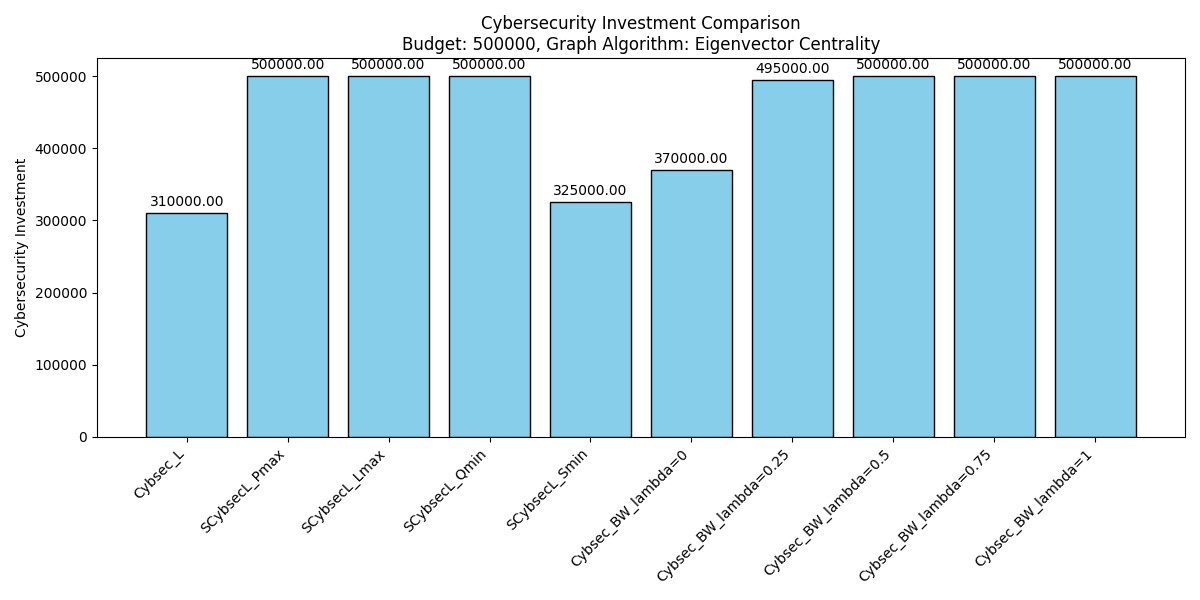 Cybersecurity Investment Comparison
Budget: 500000, Graph Algorithm: Eigenvector Centrality
Cybersecurity Investment
500000
400000
300000
200000
100000
0
310000.00
500000.00
500000.00
500000.00
325000.00
370000.00
495000.00
500000.00
500000.00
500000.00
Cybsec_L
SCybsecL_Pmax
SCybsecL_Lmax
SCybsecL_Qmin
SCybsecL_Smin
Cybsec_BW_lambda=0
Cybsec_BW_lambda=0.25
Cybsec_BW_lambda=0.5
Cybsec_BW_lambda=0.75
Cybsec_BW_lambda=1